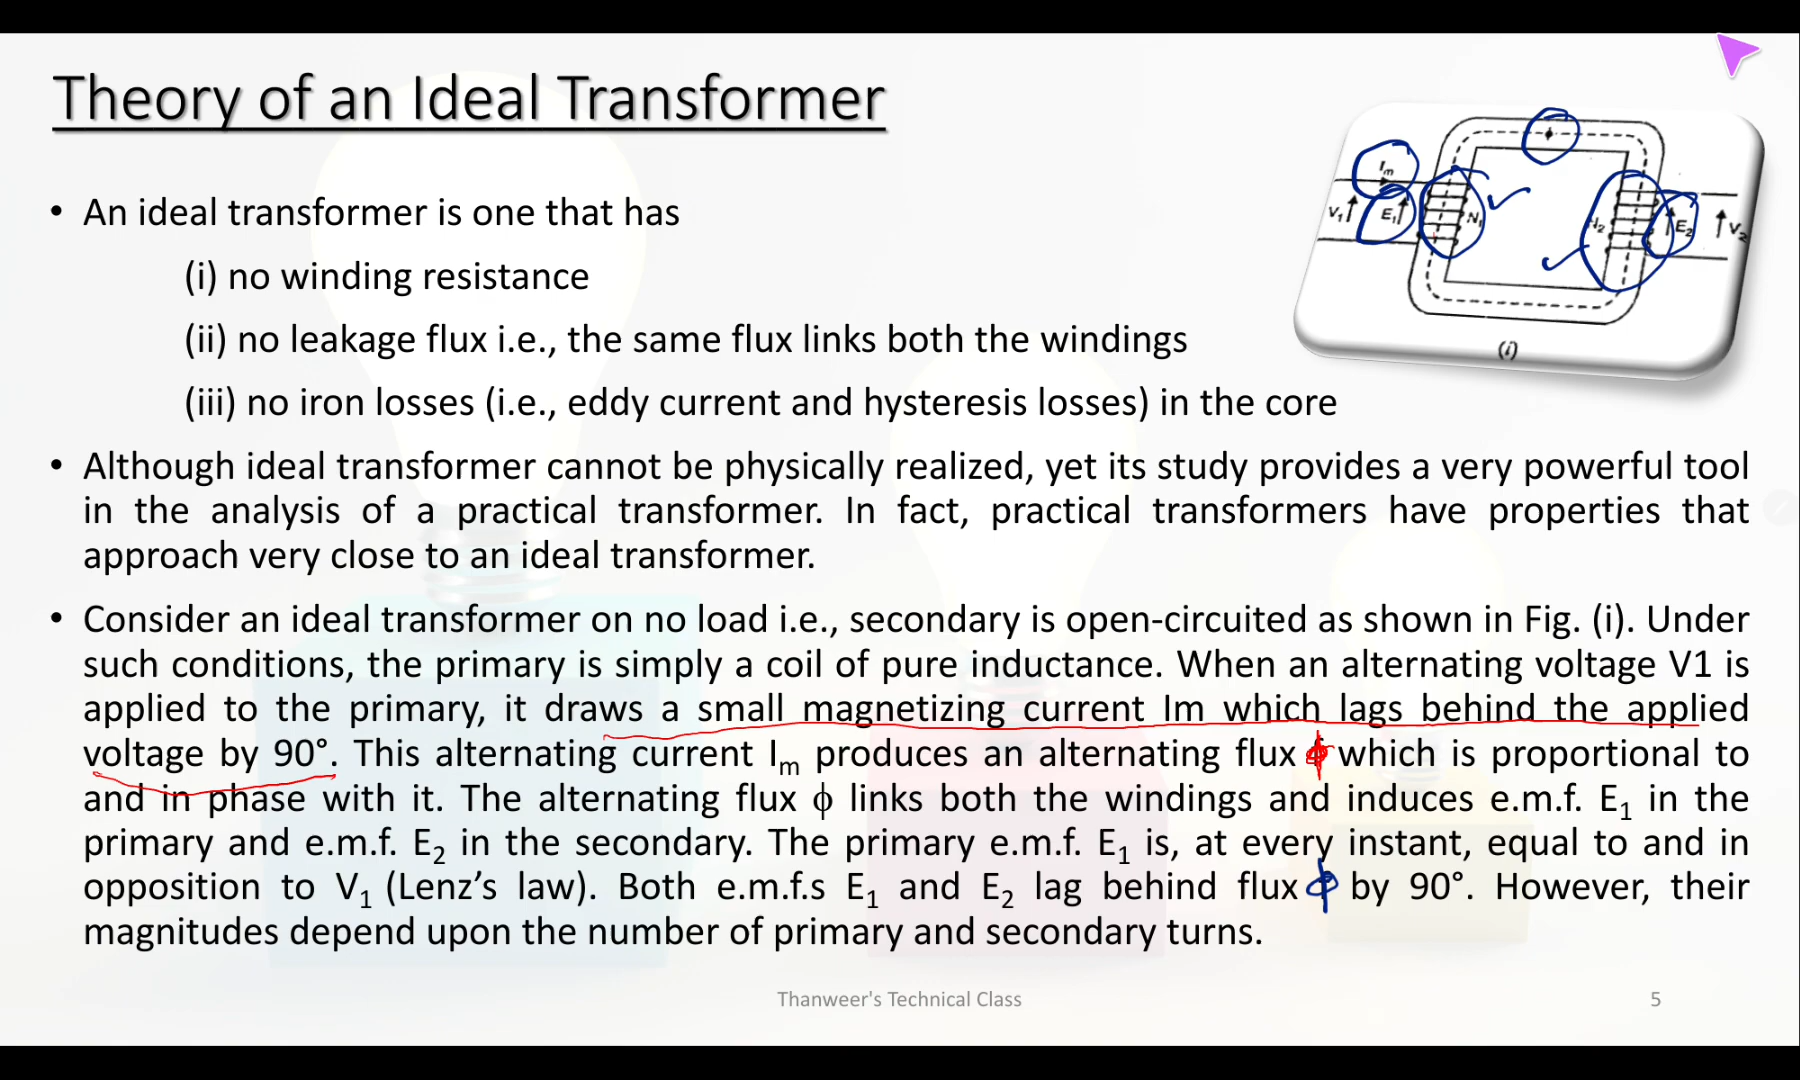 Theory of an Ideal Transformer
• An ideal transformer is one that has
(i) no winding resistance
(ii) no leakage flux i.e., the same flux links both the windings
(iii) no iron losses (i.e., eddy current and hysteresis losses) in the core
• Although ideal transformer cannot be physically realized, yet its study provides a very powerful tool
in the analysis of a practical transformer. In fact, practical transformers have properties that
approach very close to an ideal transformer.
• Consider an ideal transformer on no load i.e., secondary is open-circuited as shown in Fig. (i). Under
such conditions, the primary is simply a coil of pure inductance. When an alternating voltage V1 is
applied to the primary, it draws a small magnetizing current Im which lags behind the applied
voltage by 90°. This alternating current Iₘ produces an alternating flux ϕ which is proportional to
and in phase with it. The alternating flux ϕ links both the windings and induces e.m.f. E₁ in the
primary and e.m.f. E₂ in the secondary. The primary e.m.f. E₁ is, at every instant, equal to and in
opposition to V₁ (Lenz’s law). Both e.m.f.s E₁ and E₂ lag behind flux ϕ by 90°. However, their
magnitudes depend upon the number of primary and secondary turns.
Iₘ
V₁ E₁ N₁ E₂ V₂
(i)
Thanweer's Technical Class
5